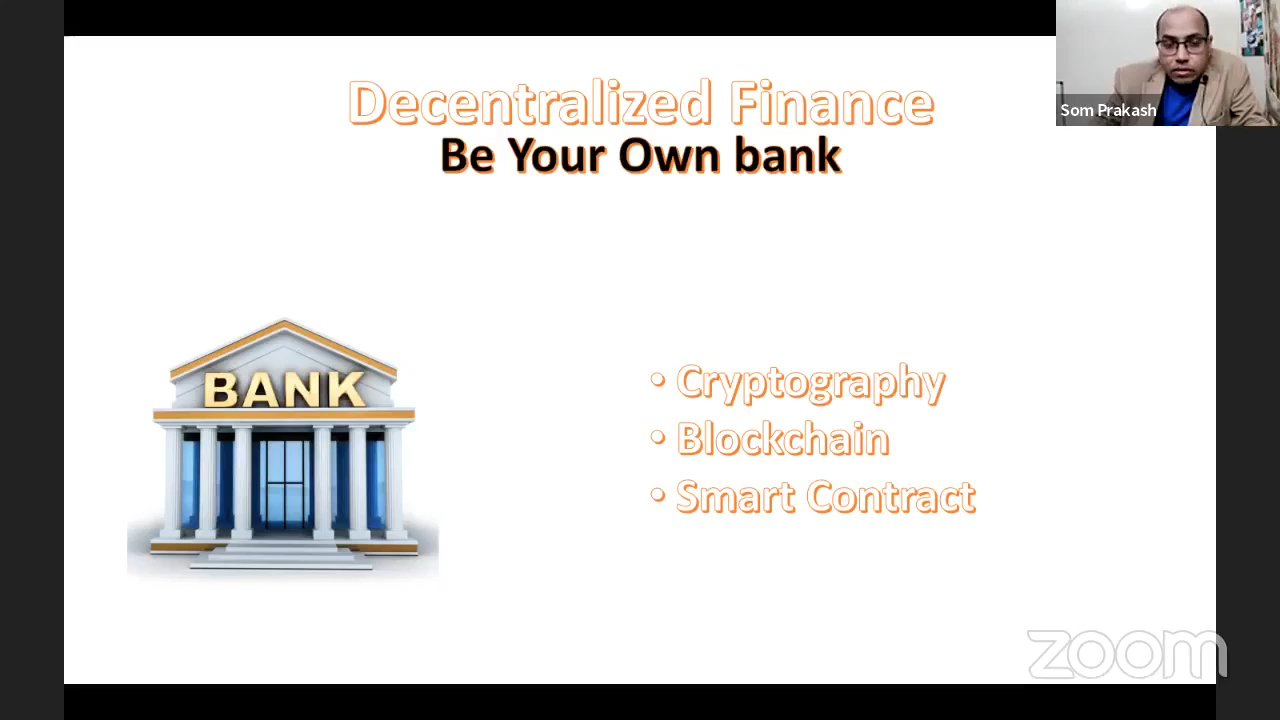 Decentralized Finance
Be Your Own bank
Som Prakash
BANK
• Cryptography
• Blockchain
• Smart Contract
zoom